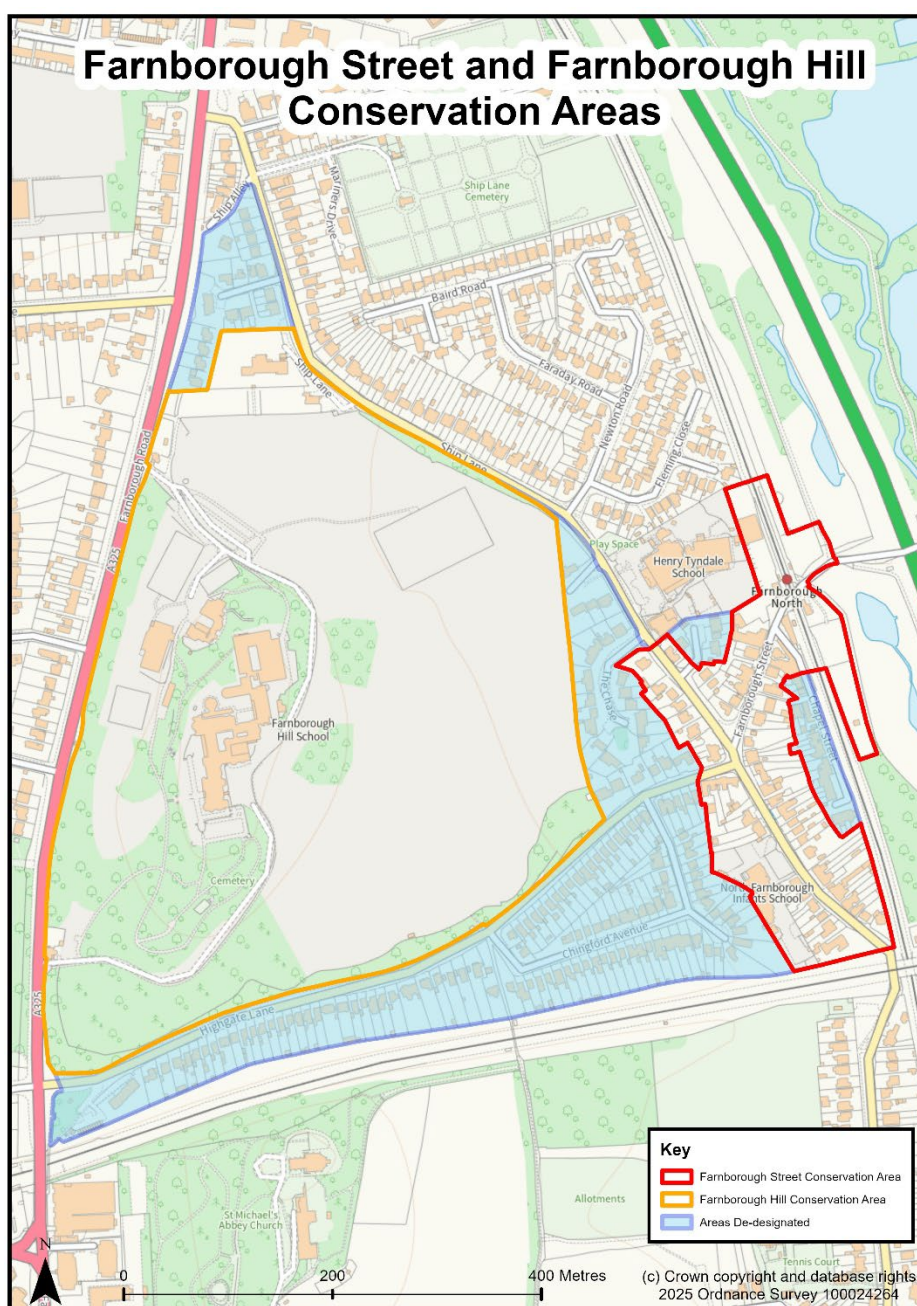 Farnborough Street and Farnborough Hill
Conservation Areas
Ship Alley
Mariners Drive
Ship Lane
Cemetery
Baird Road
Faraday Road
Newton Road
Fleming Close
Ship Lane
Ship Lane
Farnborough Road
A325
Play Space
Henry Tyndale
School
Farnborough
North
Farnborough Street
The Chase
Chapel Street
Farnborough
Hill School
Cemetery
North Farnborough
Infants School
Chingford Avenue
Highgate Lane
A325
St Michael's
Abbey Church
Allotments
Tennis Court
Key
Farnborough Street Conservation Area
Farnborough Hill Conservation Area
Areas De-designated
N
0 200 400 Metres
(c) Crown copyright and database rights
2025 Ordnance Survey 100024264